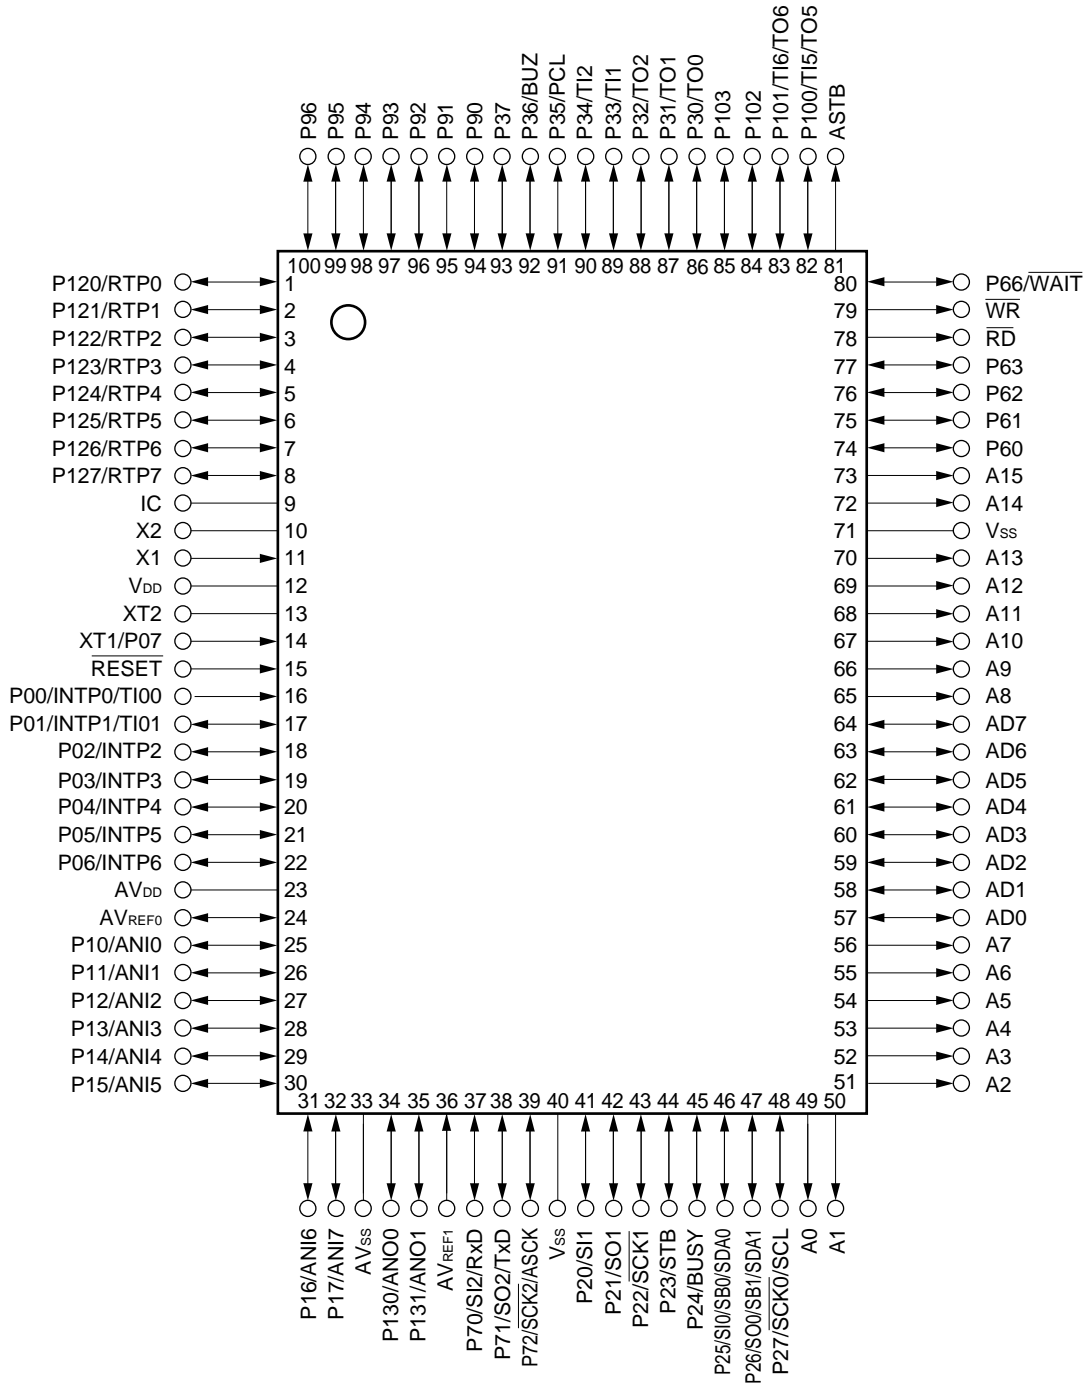 P96
P95
P94
P93
P92
P91
P90
P37
P36/BUZ
P35/PCL
P34/TI2
P33/TI1
P32/TO2
P31/TO1
P30/TO0
P103
P102
P101/TI6/TO6
P100/TI5/TO5
ASTB
100 99 98 97 96 95 94 93 92 91 90 89 88 87 86 85 84 83 82 81
P120/RTP0 1 80 P66/WAIT
P121/RTP1 2 79 WR
P122/RTP2 3 78 RD
P123/RTP3 4 77 P63
P124/RTP4 5 76 P62
P125/RTP5 6 75 P61
P126/RTP6 7 74 P60
P127/RTP7 8 73 A15
IC 9 72 A14
X2 10 71 VSS
X1 11 70 A13
VDD 12 69 A12
XT2 13 68 A11
XT1/P07 14 67 A10
RESET 15 66 A9
P00/INTP0/TI00 16 65 A8
P01/INTP1/TI01 17 64 AD7
P02/INTP2 18 63 AD6
P03/INTP3 19 62 AD5
P04/INTP4 20 61 AD4
P05/INTP5 21 60 AD3
P06/INTP6 22 59 AD2
AVDD 23 58 AD1
AVREF0 24 57 AD0
P10/ANI0 25 56 A7
P11/ANI1 26 55 A6
P12/ANI2 27 54 A5
P13/ANI3 28 53 A4
P14/ANI4 29 52 A3
P15/ANI5 30 51 A2
31 32 33 34 35 36 37 38 39 40 41 42 43 44 45 46 47 48 49 50
P16/ANI6
P17/ANI7
AVSS
P130/ANO0
P131/ANO1
AVREF1
P70/SI2/RxD
P71/SO2/TxD
P72/SCK2/ASCK
VSS
P20/SI1
P21/SO1
P22/SCK1
P23/STB
P24/BUSY
P25/SI0/SB0/SDA0
P26/SO0/SB1/SDA1
P27/SCK0/SCL
A0
A1